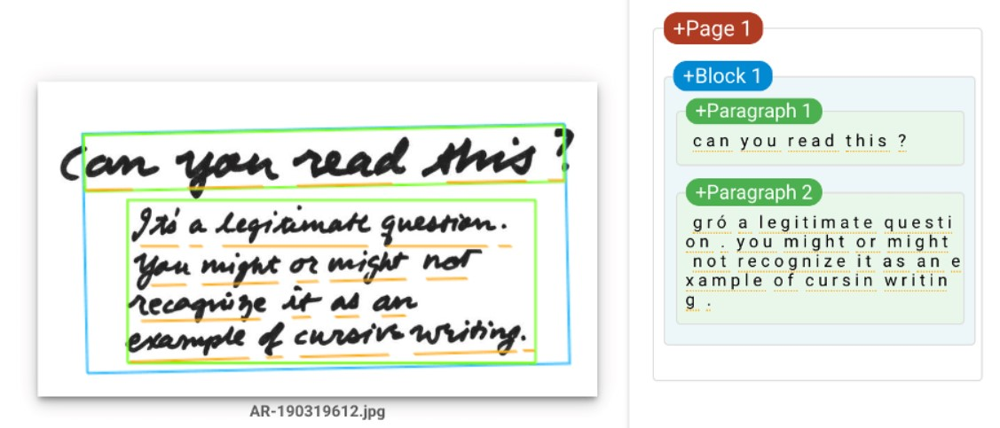 Can you read this?
It's a legitimate question.
You might or might not
recognize it as an
example of cursive writing.
AR-190319612.jpg
+Page 1
+Block 1
+Paragraph 1
can you read this ?
+Paragraph 2
gró a legitimate questi
on . you might or might
not recognize it as an e
xample of cursin writin
g .